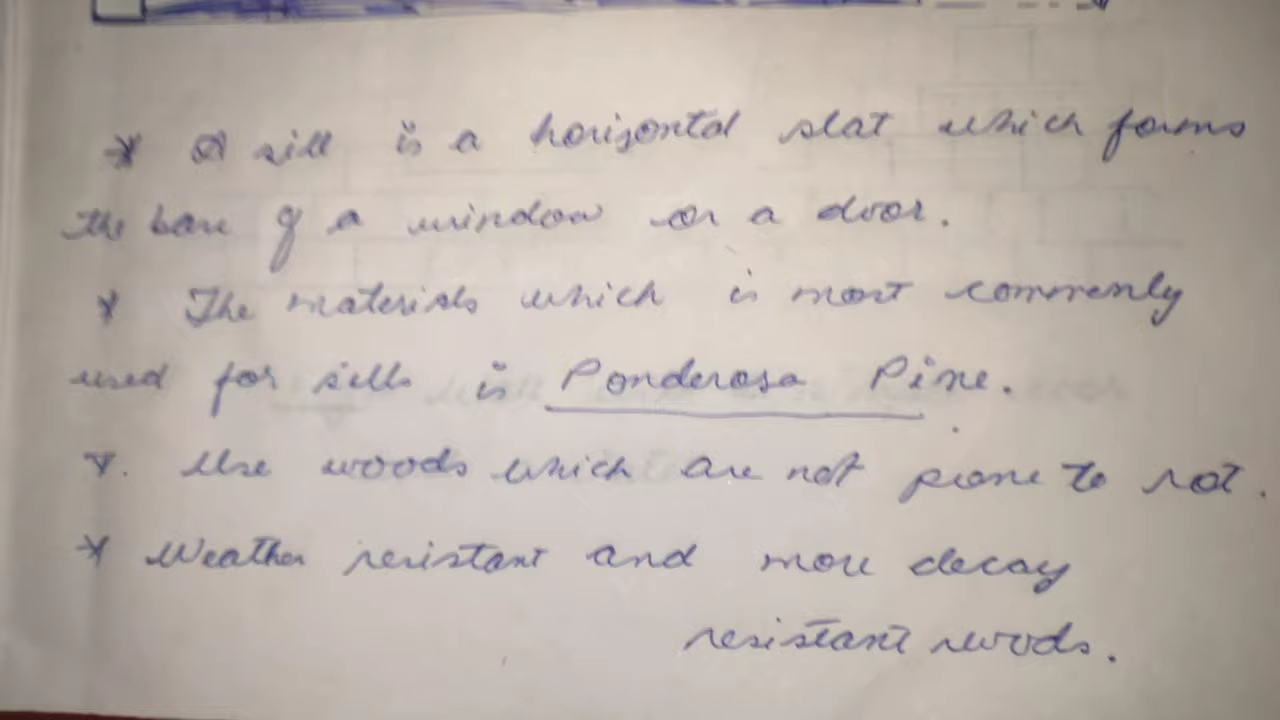 * A sill is a horizontal slat which forms
the base of a window or a door.
* The materials which is most commonly
used for sills is Ponderosa Pine.
* . Use woods which are not prone to rot.
* Weather resistant and more decay
resistant woods.